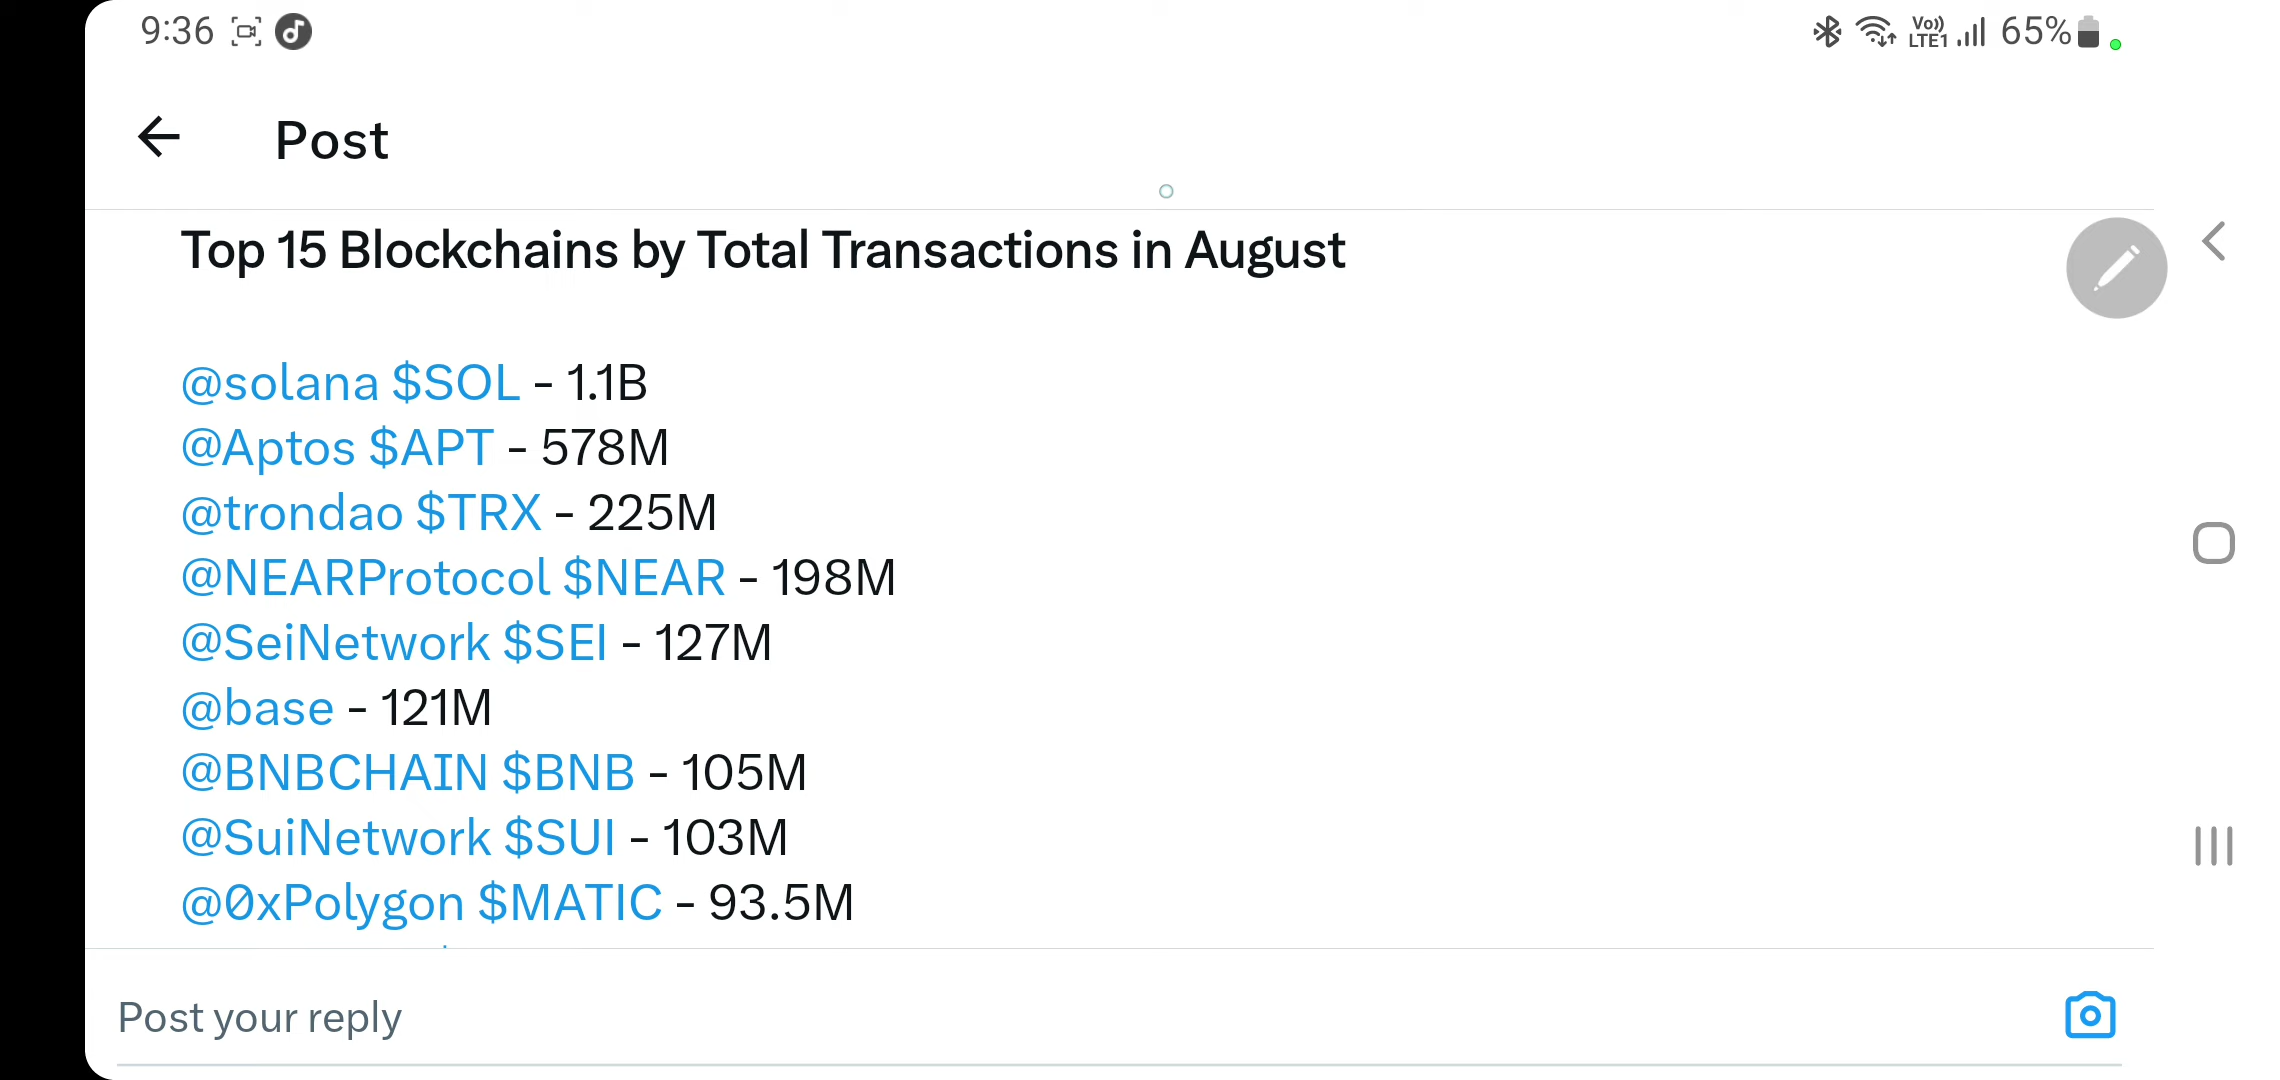 9:36
Vo))
LTE1
65%
Post
Top 15 Blockchains by Total Transactions in August
@solana $SOL - 1.1B
@Aptos $APT - 578M
@trondao $TRX - 225M
@NEARProtocol $NEAR - 198M
@SeiNetwork $SEI - 127M
@base - 121M
@BNBCHAIN $BNB - 105M
@SuiNetwork $SUI - 103M
@0xPolygon $MATIC - 93.5M
Post your reply